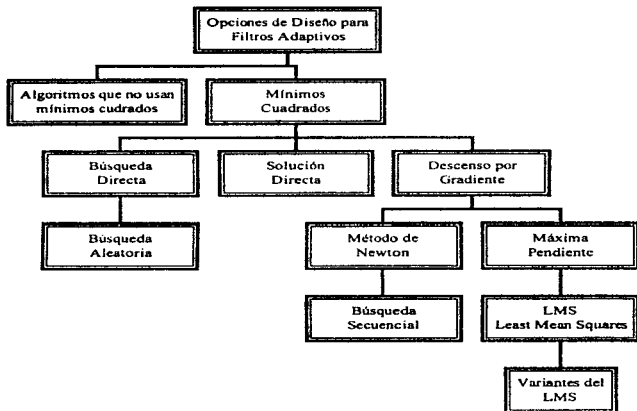 Opciones de Diseño para
Filtros Adaptivos
Algoritmos que no usan
mínimos cudrados
Mínimos
Cuadrados
Búsqueda
Directa
Solución
Directa
Descenso por
Gradiente
Búsqueda
Aleatoria
Método de
Newton
Máxima
Pendiente
Búsqueda
Secuencial
LMS
Least Mean Squares
Variantes del
LMS